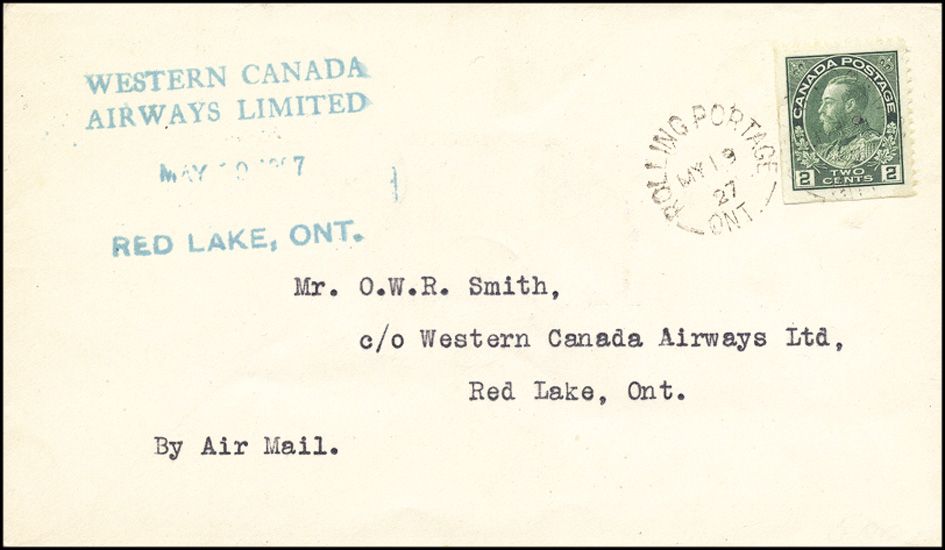 WESTERN CANADA
AIRWAYS LIMITED
MAY
RED LAKE, ONT.
ROLLING PORTAGE
MY 19
27
ONT.
CANADA POSTAGE
2 TWO CENTS 2
Mr. O.W.R. Smith,
c/o Western Canada Airways Ltd,
Red Lake, Ont.
By Air Mail.